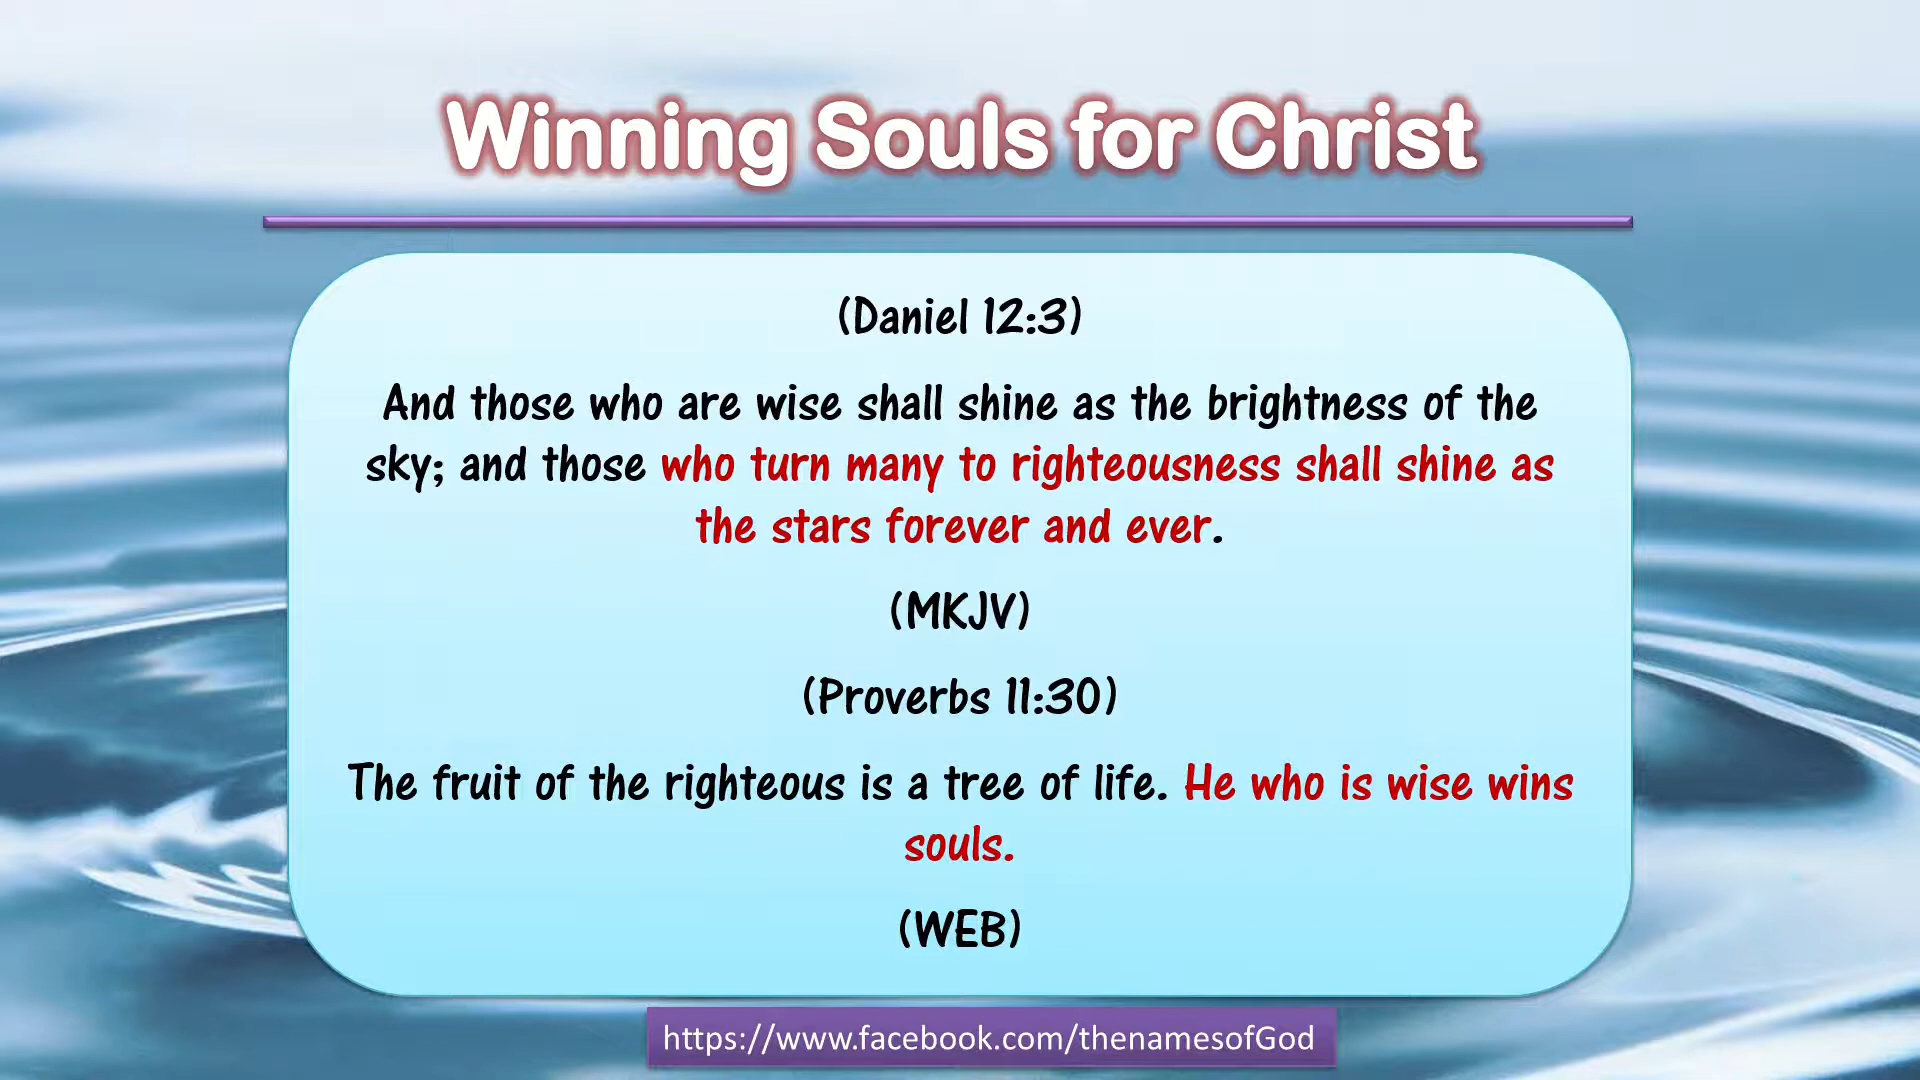 Winning Souls for Christ
(Daniel 12:3)
And those who are wise shall shine as the brightness of the
sky; and those who turn many to righteousness shall shine as
the stars forever and ever.
(MKJV)
(Proverbs 11:30)
The fruit of the righteous is a tree of life. He who is wise wins
souls.
(WEB)
https://www.facebook.com/thenamesofGod